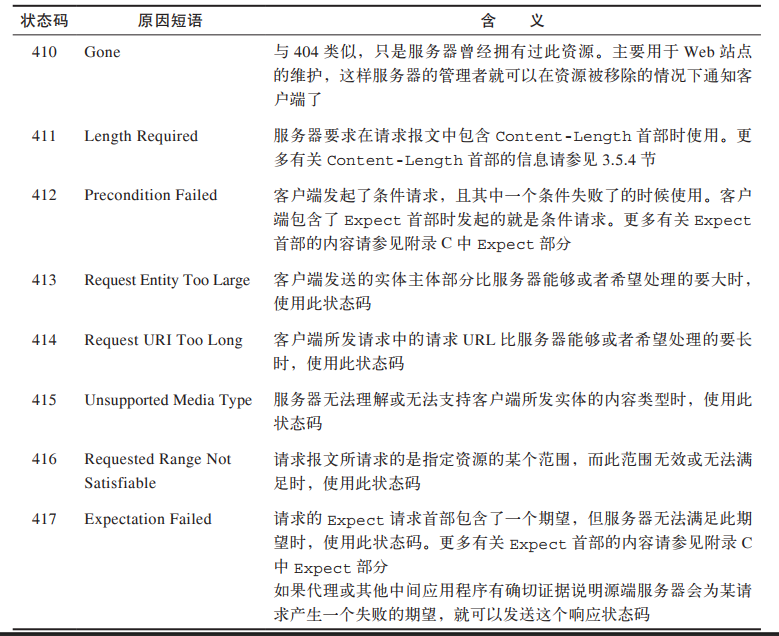 状态码 原因短语 含 义
410 Gone 与 404 类似，只是服务器曾经拥有过此资源。主要用于 Web 站点
的维护，这样服务器的管理者就可以在资源被移除的情况下通知客
户端了
411 Length Required 服务器要求在请求报文中包含 Content-Length 首部时使用。更
多有关 Content-Length 首部的信息请参见 3.5.4 节
412 Precondition Failed 客户端发起了条件请求，且其中一个条件失败了的时候使用。客户
端包含了 Expect 首部时发起的就是条件请求。更多有关 Expect
首部的内容请参见附录 C 中 Expect 部分
413 Request Entity Too Large 客户端发送的实体主体部分比服务器能够或者希望处理的要大时，
使用此状态码
414 Request URI Too Long 客户端所发请求中的请求 URL 比服务器能够或者希望处理的要长
时，使用此状态码
415 Unsupported Media Type 服务器无法理解或无法支持客户端所发实体的内容类型时，使用此
状态码
416 Requested Range Not 请求报文所请求的是指定资源的某个范围，而此范围无效或无法满
Satisfiable 足时，使用此状态码
417 Expectation Failed 请求的 Expect 请求首部包含了一个期望，但服务器无法满足此期
望时，使用此状态码。更多有关 Expect 首部的内容请参见附录 C
中 Expect 部分
如果代理或其他中间应用程序有确切证据说明源端服务器会为某请
求产生一个失败的期望，就可以发送这个响应状态码